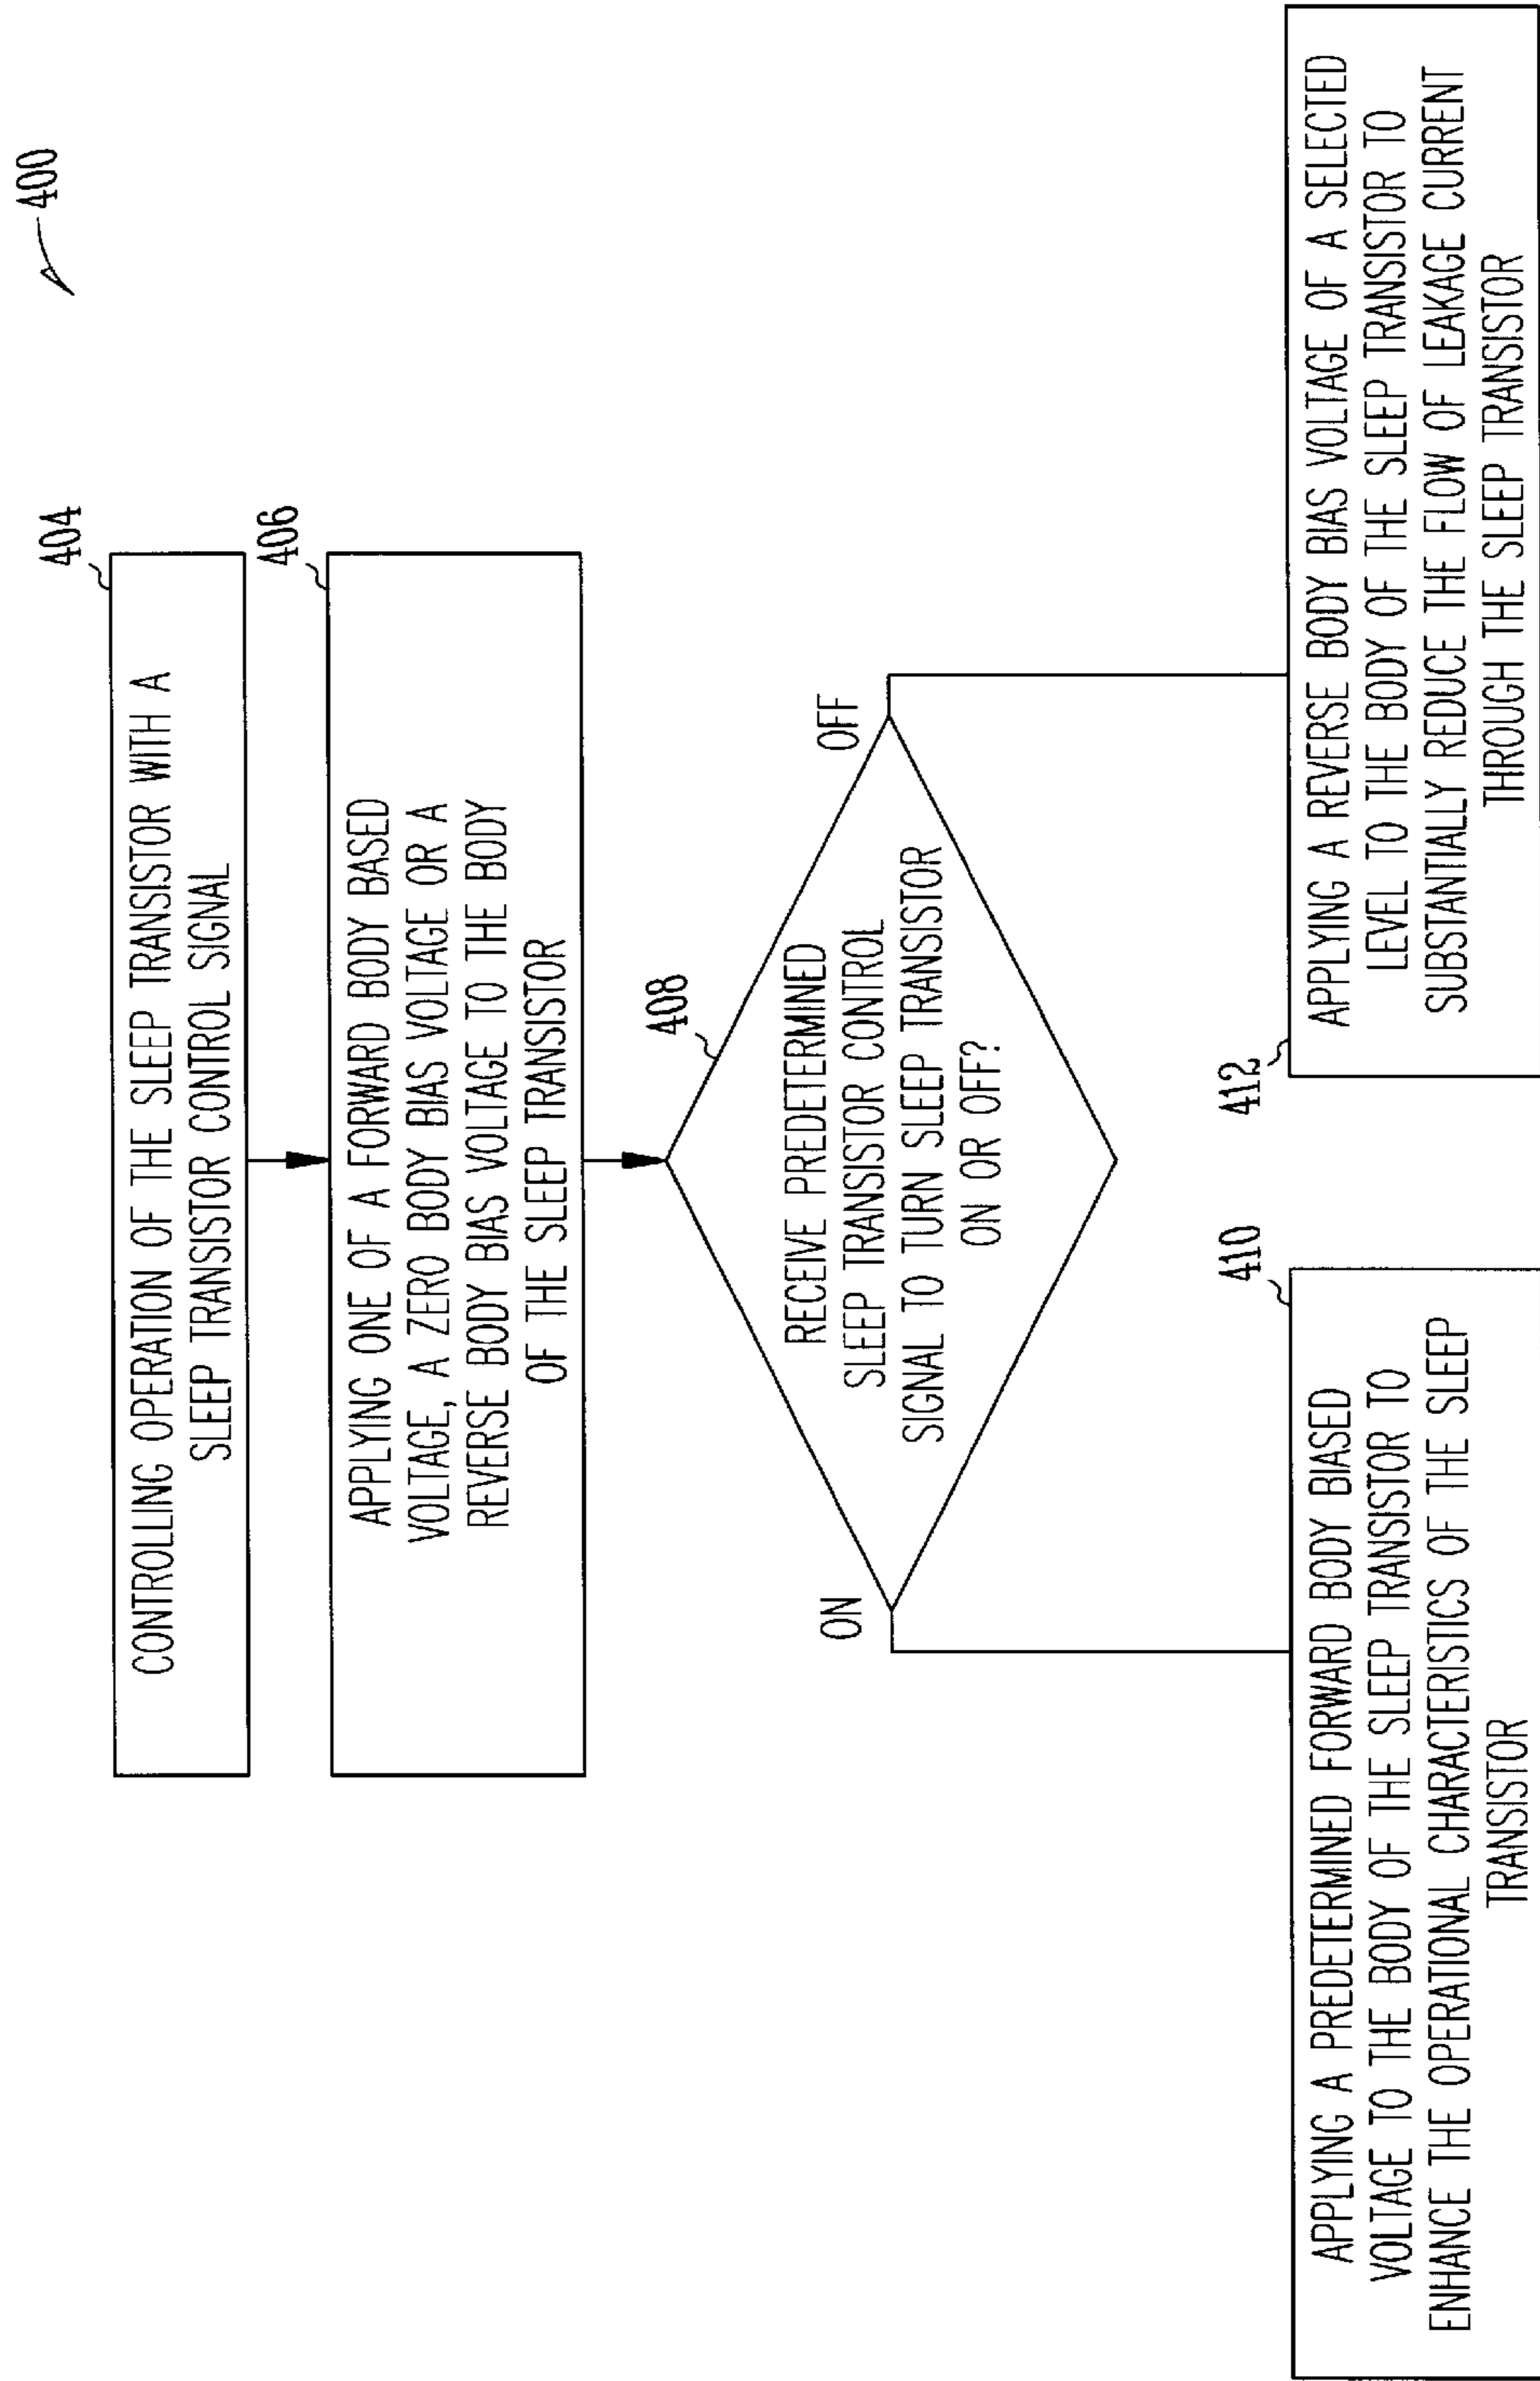 400
404
CONTROLLING OPERATION OF THE SLEEP TRANSISTOR WITH A
SLEEP TRANSISTOR CONTROL SIGNAL
406
APPLYING ONE OF A FORWARD BODY BASED
VOLTAGE, A ZERO BODY BIAS VOLTAGE OR A
REVERSE BODY BIAS VOLTAGE TO THE BODY
OF THE SLEEP TRANSISTOR
408
RECEIVE PREDETERMINED
SLEEP TRANSISTOR CONTROL
SIGNAL TO TURN SLEEP TRANSISTOR
ON OR OFF?
ON
OFF
410
APPLYING A PREDETERMINED FORWARD BODY BIASED
VOLTAGE TO THE BODY OF THE SLEEP TRANSISTOR TO
ENHANCE THE OPERATIONAL CHARACTERISTICS OF THE SLEEP
TRANSISTOR
412
APPLYING A REVERSE BODY BIAS VOLTAGE OF A SELECTED
LEVEL TO THE BODY OF THE SLEEP TRANSISTOR TO
SUBSTANTIALLY REDUCE THE FLOW OF LEAKAGE CURRENT
THROUGH THE SLEEP TRANSISTOR